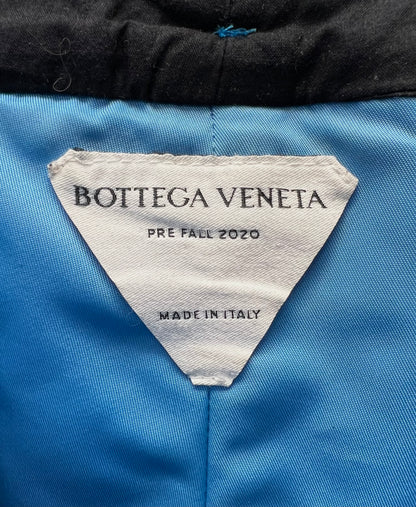 BOTTEGA VENETA
PRE FALL 2020
MADE IN ITALY